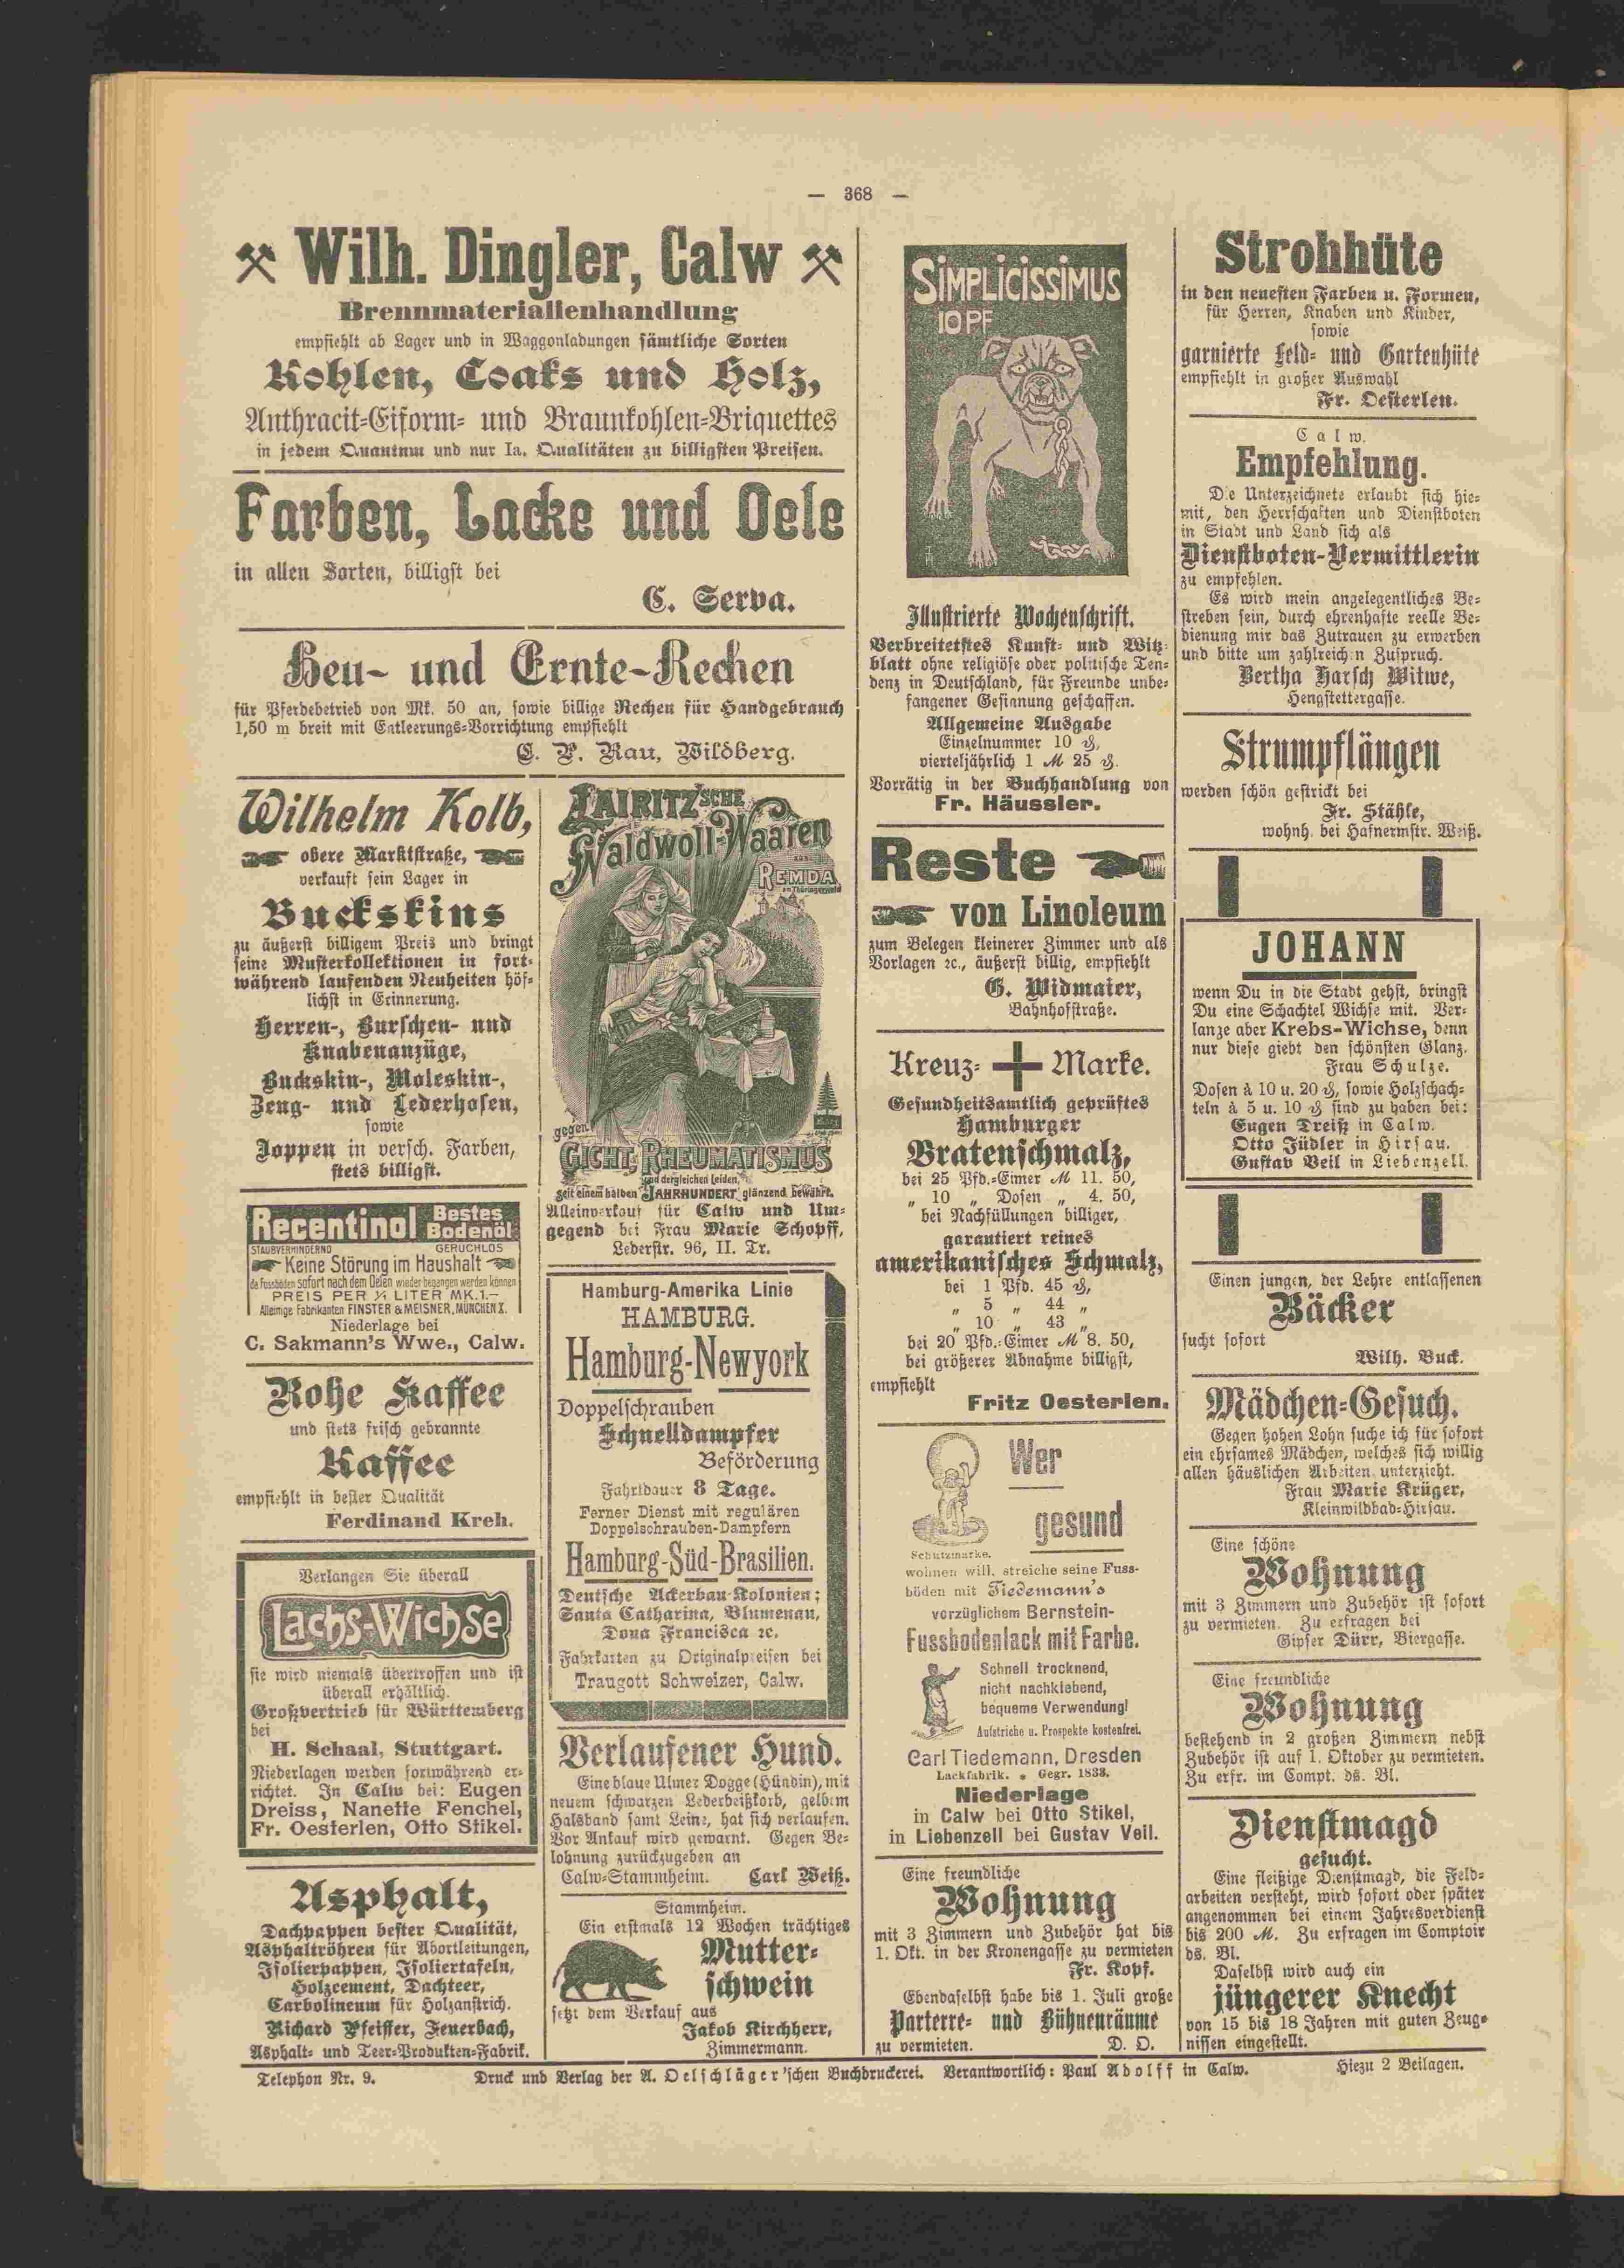 — 368 —
Wilh. Dingler, Calw
Brennmaterialienhandlung
empfiehlt ab Lager und in Waggonladungen sämtliche Sorten
Kohlen, Coaks und Holz,
Anthracit-Eiform- und Braunkohlen-Briquettes
in jedem Quantum und nur Ia. Qualitäten zu billigsten Preisen.
Farben, Lacke und Oele
in allen Sorten, billigst bei
C. Serva.
Heu- und Ernte-Rechen
für Pferdebetrieb von Mk. 50 an, sowie billige Rechen für Handgebrauch
1,50 m breit mit Entleerungs-Vorrichtung empfiehlt
C. P. Rau, Wildberg.
Wilhelm Kolb,
obere Marktstraße,
verkauft sein Lager in
Buckskins
zu äußerst billigem Preis und bringt
seine Musterkollektionen in fort-
während laufenden Neuheiten höf-
lichst in Erinnerung.
Herren-, Burschen- und
Knabenanzüge,
Buckskin-, Moleskin-,
Zeug- und Lederhosen,
sowie
Joppen in versch. Farben,
stets billigst.
Recentinol Bestes
Bodenöl
STAUBVERHINDERND GERUCHLOS
Keine Störung im Haushalt
da Fussböden sofort nach dem Oelen wieder begangen werden können
PREIS PER 1/1 LITER MK. 1.—
Alleinige Fabrikanten FINSTER & MEISNER, MÜNCHEN X.
Niederlage bei
C. Sakmann's Wwe., Calw.
Rohe Kaffee
und stets frisch gebrannte
Kaffee
empfiehlt in bester Qualität
Ferdinand Kreh.
Verlangen Sie überall
Lachs-Wichse
sie wird niemals übertroffen und ist
überall erhältlich.
Großvertrieb für Württemberg
bei
H. Schaal, Stuttgart.
Niederlagen werden fortwährend er-
richtet. In Calw bei: Eugen
Dreiss, Nanette Fenchel,
Fr. Oesterlen, Otto Stikel.
Asphalt,
Dachpappen bester Qualität,
Asphaltröhren für Abortleitungen,
Isolierpappen, Isoliertafeln,
Holzcement, Dachteer,
Carbolineum für Holzanstrich.
Richard Pfeiffer, Feuerbach,
Asphalt- und Teer-Produkten-Fabrik.
LAIRITZ'SCHE
Waldwoll-Waaren
aus
REMDA
in Thüringerwald
gegen
GICHT, RHEUMATISMUS
und dergleichen Leiden,
seit einem halben JAHRHUNDERT glänzend bewährt.
Alleinverkauf für Calw und Um-
gegend bei Frau Marie Schopff,
Lederstr. 96, II. Tr.
Hamburg-Amerika Linie
HAMBURG.
Hamburg-Newyork
Doppelschrauben
Schnelldampfer
Beförderung
Fahrtdauer 8 Tage.
Ferner Dienst mit regulären
Doppelschrauben-Dampfern
Hamburg-Süd-Brasilien.
Deutsche Ackerbau-Kolonien:
Santa Catharina, Blumenau,
Dona Francisca ec.
Fahrkarten zu Originalpreisen bei
Traugott Schweizer, Calw.
Verlaufener Hund.
Eine blaue Ulmer Dogge (Hündin), mit
neuem schwarzen Lederbeißkorb, gelbem
Halsband samt Leine, hat sich verlaufen.
Vor Ankauf wird gewarnt. Gegen Be-
lohnung zurückzugeben an
Calw-Stammheim. Carl Weiß.
Stammheim.
Ein erstmals 12 Wochen trächtiges
Mutter-
schwein
setzt dem Verkauf aus
Jakob Kirchherr,
Zimmermann.
SIMPLICISSIMUS
10 PF
Illustrierte Wochenschrift.
Verbreitetstes Kunst- und Witz-
blatt ohne religiöse oder politische Ten-
denz in Deutschland, für Freunde unbe-
fangener Gesinnung geschaffen.
Allgemeine Ausgabe
Einzelnummer 10 ₰,
vierteljährlich 1 M 25 ₰.
Vorrätig in der Buchhandlung von
Fr. Häussler.
Reste
von Linoleum
zum Belegen kleinerer Zimmer und als
Vorlagen ec., äußerst billig, empfiehlt
G. Widmaier,
Bahnhofstraße.
Kreuz- + Marke.
Gesundheitsamtlich geprüftes
Hamburger
Bratenschmalz,
bei 25 Pfd.-Eimer M 11. 50,
„ 10 „ Dosen „ 4. 50,
bei Nachfüllungen billiger,
garantiert reines
amerikanisches Schmalz,
bei 1 Pfd. 45 ₰,
„ 5 „ 44 „
„ 10 „ 43 „
bei 20 Pfd.-Eimer M 8. 50,
bei größerer Abnahme billigst,
empfiehlt
Fritz Oesterlen.
Wer
gesund
Schutzmarke.
wohnen will, streiche seine Fuss-
böden mit Tiedemann's
vorzüglichem Bernstein-
Fussbodenlack mit Farbe.
Schnell trocknend,
nicht nachklebend,
bequeme Verwendung!
Aufstriche u. Prospekte kostenfrei.
Carl Tiedemann, Dresden
Lackfabrik. Gegr. 1833.
Niederlage
in Calw bei Otto Stikel,
in Liebenzell bei Gustav Veil.
Eine freundliche
Wohnung
mit 3 Zimmern und Zubehör hat bis
1. Okt. in der Kronengasse zu vermieten
Fr. Kopf.
Ebendaselbst habe bis 1. Juli große
Parterre- und Bühnenräume
zu vermieten. D. O.
Strohhüte
in den neuesten Farben u. Formen,
für Herren, Knaben und Kinder,
sowie
garnierte Feld- und Gartenhüte
empfiehlt in großer Auswahl
Fr. Oesterlen.
Calw.
Empfehlung.
Die Unterzeichnete erlaubt sich hie-
mit, den Herrschaften und Dienstboten
in Stadt und Land sich als
Dienstboten-Vermittlerin
zu empfehlen.
Es wird mein angelegentliches Be-
streben sein, durch ehrenhafte reelle Be-
dienung mir das Zutrauen zu erwerben
und bitte um zahlreichen Zuspruch.
Bertha Harsch Witwe,
Hengstettergasse.
Strumpflängen
werden schön gestrickt bei
Fr. Stähle,
wohnh. bei Hafnermstr. Weiß.
JOHANN
wenn Du in die Stadt gehst, bringst
Du eine Schachtel Wichse mit. Ver-
lange aber Krebs-Wichse, denn
nur diese giebt den schönsten Glanz.
Frau Schulze.
Dosen à 10 u. 20 ₰, sowie Holzschach-
teln à 5 u. 10 ₰ sind zu haben bei:
Eugen Dreiß in Calw.
Otto Jüdler in Hirsau.
Gustav Veil in Liebenzell.
Einen jungen, der Lehre entlassenen
Bäcker
sucht sofort
Wilh. Buck.
Mädchen-Gesuch.
Gegen hohen Lohn suche ich für sofort
ein ehrsames Mädchen, welches sich willig
allen häuslichen Arbeiten unterzieht.
Frau Marie Krüger,
Kleinwildbad-Hirsau.
Eine schöne
Wohnung
mit 3 Zimmern und Zubehör ist sofort
zu vermieten. Zu erfragen bei
Gipser Dürr, Biergasse.
Eine freundliche
Wohnung
bestehend in 2 großen Zimmern nebst
Zubehör ist auf 1. Oktober zu vermieten.
Zu erfr. im Compt. ds. Bl.
Dienstmagd
gesucht.
Eine fleißige Dienstmagd, die Feld-
arbeiten versteht, wird sofort oder später
angenommen bei einem Jahresverdienst
bis 200 M. Zu erfragen im Comptoir
ds. Bl.
Daselbst wird auch ein
jüngerer Knecht
von 15 bis 18 Jahren mit guten Zeug-
nissen eingestellt.
Telephon Nr. 9. Druck und Verlag der A. Oelschläger'schen Buchdruckerei. Verantwortlich: Paul Adolff in Calw. Hiezu 2 Beilagen.